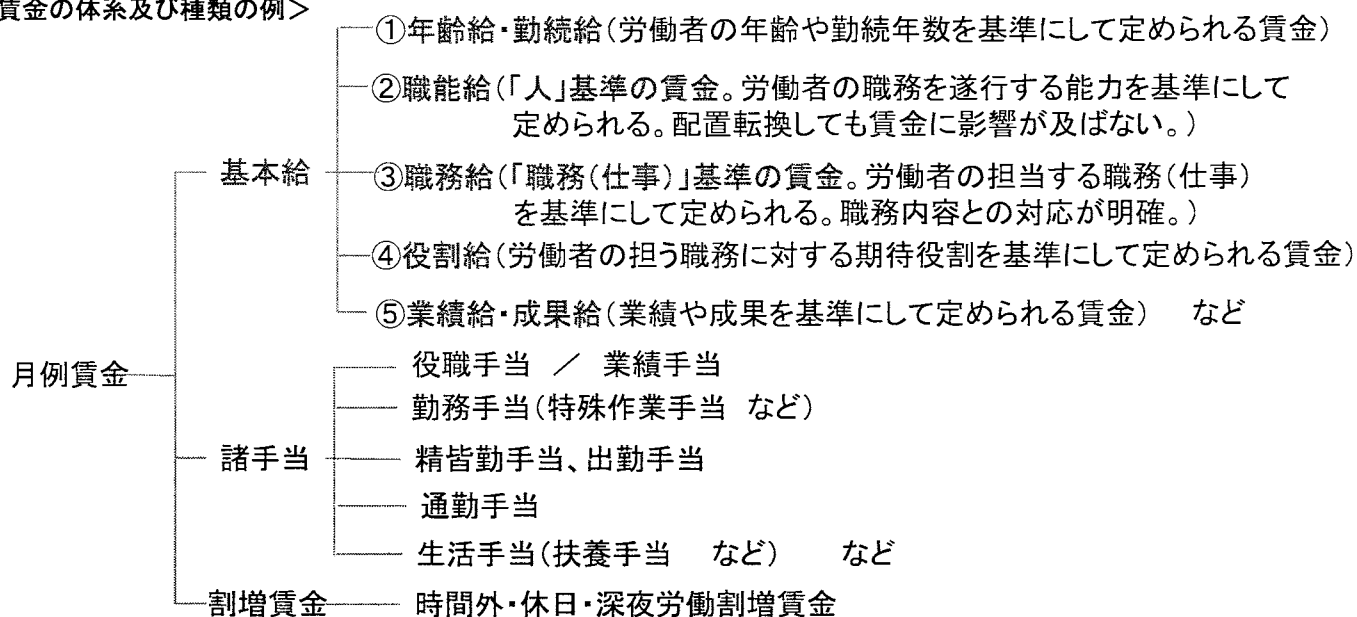 賃金の体系及び種類の例＞
①年齢給・勤続給（労働者の年齢や勤続年数を基準にして定められる賃金）
②職能給（「人」基準の賃金。労働者の職務を遂行する能力を基準にして
定められる。配置転換しても賃金に影響が及ばない。）
基本給
③職務給（「職務（仕事）」基準の賃金。労働者の担当する職務（仕事）
を基準にして定められる。職務内容との対応が明確。）
④役割給（労働者の担う職務に対する期待役割を基準にして定められる賃金）
⑤業績給・成果給（業績や成果を基準にして定められる賃金）　など
月例賃金
役職手当　／　業績手当
勤務手当（特殊作業手当　など）
諸手当
精皆勤手当、出勤手当
通勤手当
生活手当（扶養手当　など）　など
割増賃金
時間外・休日・深夜労働割増賃金